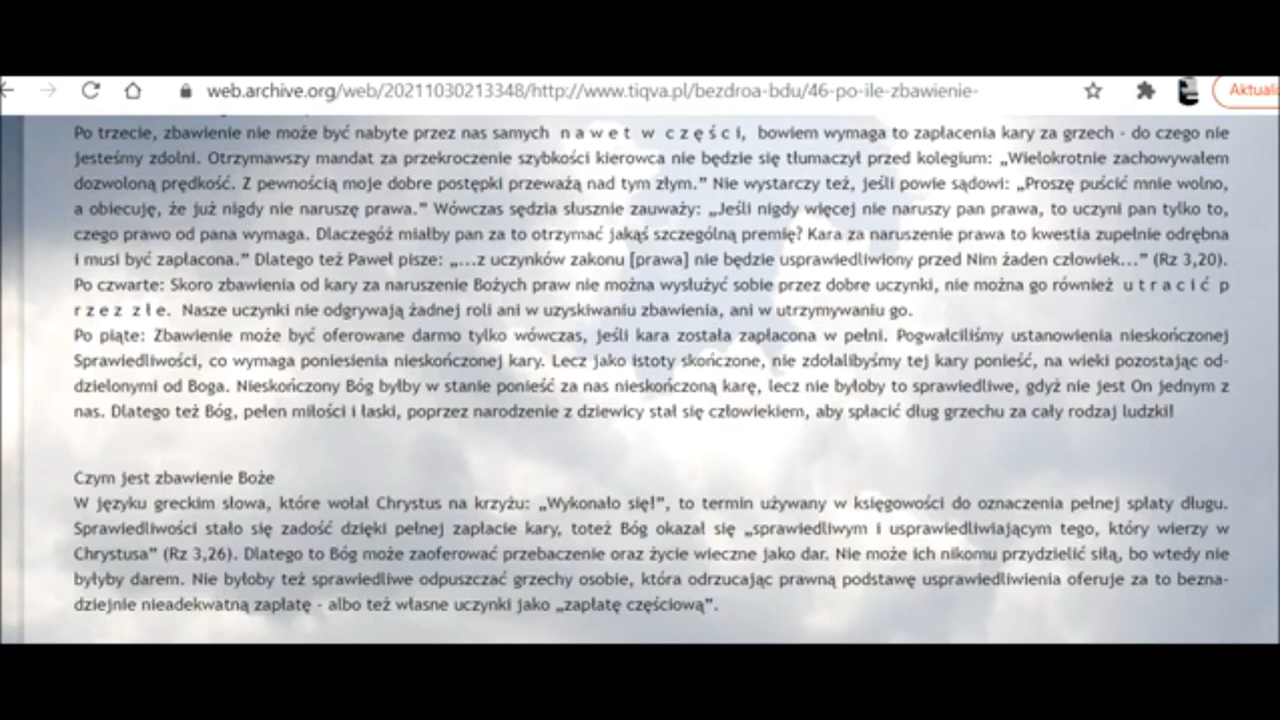 web.archive.org/web/20211030213348/http://www.tiqva.pl/bezdroa-bdu/46-po-ile-zbawienie-
Po trzecie, zbawienie nie może być nabyte przez nas samych n a w e t w c z ę ś c i, bowiem wymaga to zapłacenia kary za grzech - do czego nie
jesteśmy zdolni. Otrzymawszy mandat za przekroczenie szybkości kierowca nie będzie się tłumaczył przed kolegium: „Wielokrotnie zachowywałem
dozwoloną prędkość. Z pewnością moje dobre postępki przeważą nad tym złym.” Nie wystarczy też, jeśli powie sądowi: „Proszę puścić mnie wolno,
a obiecuję, że już nigdy nie naruszę prawa.” Wówczas sędzia słusznie zauważy: „Jeśli nigdy więcej nie naruszy pan prawa, to uczyni pan tylko to,
czego prawo od pana wymaga. Dlaczegóż miałby pan za to otrzymać jakąś szczególną premię? Kara za naruszenie prawa to kwestia zupełnie odrębna
i musi być zapłacona.” Dlatego też Paweł pisze: „...z uczynków zakonu [prawa] nie będzie usprawiedliwiony przed Nim żaden człowiek...” (Rz 3,20).
Po czwarte: Skoro zbawienia od kary za naruszenie Bożych praw nie można wysłużyć sobie przez dobre uczynki, nie można go również u t r a c i ć p
r z e z z ł e. Nasze uczynki nie odgrywają żadnej roli ani w uzyskiwaniu zbawienia, ani w utrzymywaniu go.
Po piąte: Zbawienie może być oferowane darmo tylko wówczas, jeśli kara została zapłacona w pełni. Pogwałciliśmy ustanowienia nieskończonej
Sprawiedliwości, co wymaga poniesienia nieskończonej kary. Lecz jako istoty skończone, nie zdołalibyśmy tej kary ponieść, na wieki pozostając od-
dzielonymi od Boga. Nieskończony Bóg byłby w stanie ponieść za nas nieskończoną karę, lecz nie byłoby to sprawiedliwe, gdyż nie jest On jednym z
nas. Dlatego też Bóg, pełen miłości i łaski, poprzez narodzenie z dziewicy stał się człowiekiem, aby spłacić dług grzechu za cały rodzaj ludzki!
Czym jest zbawienie Boże
W języku greckim słowa, które wołał Chrystus na krzyżu: „Wykonało się!”, to termin używany w księgowości do oznaczenia pełnej spłaty długu.
Sprawiedliwości stało się zadość dzięki pełnej zapłacie kary, toteż Bóg okazał się „sprawiedliwym i usprawiedliwiającym tego, który wierzy w
Chrystusa” (Rz 3,26). Dlatego to Bóg może zaoferować przebaczenie oraz życie wieczne jako dar. Nie może ich nikomu przydzielić siłą, bo wtedy nie
byłyby darem. Nie byłoby też sprawiedliwe odpuszczać grzechy osobie, która odrzucając prawną podstawę usprawiedliwienia oferuje za to bezna-
dziejnie nieadekwatną zapłatę - albo też własne uczynki jako „zapłatę częściową”.